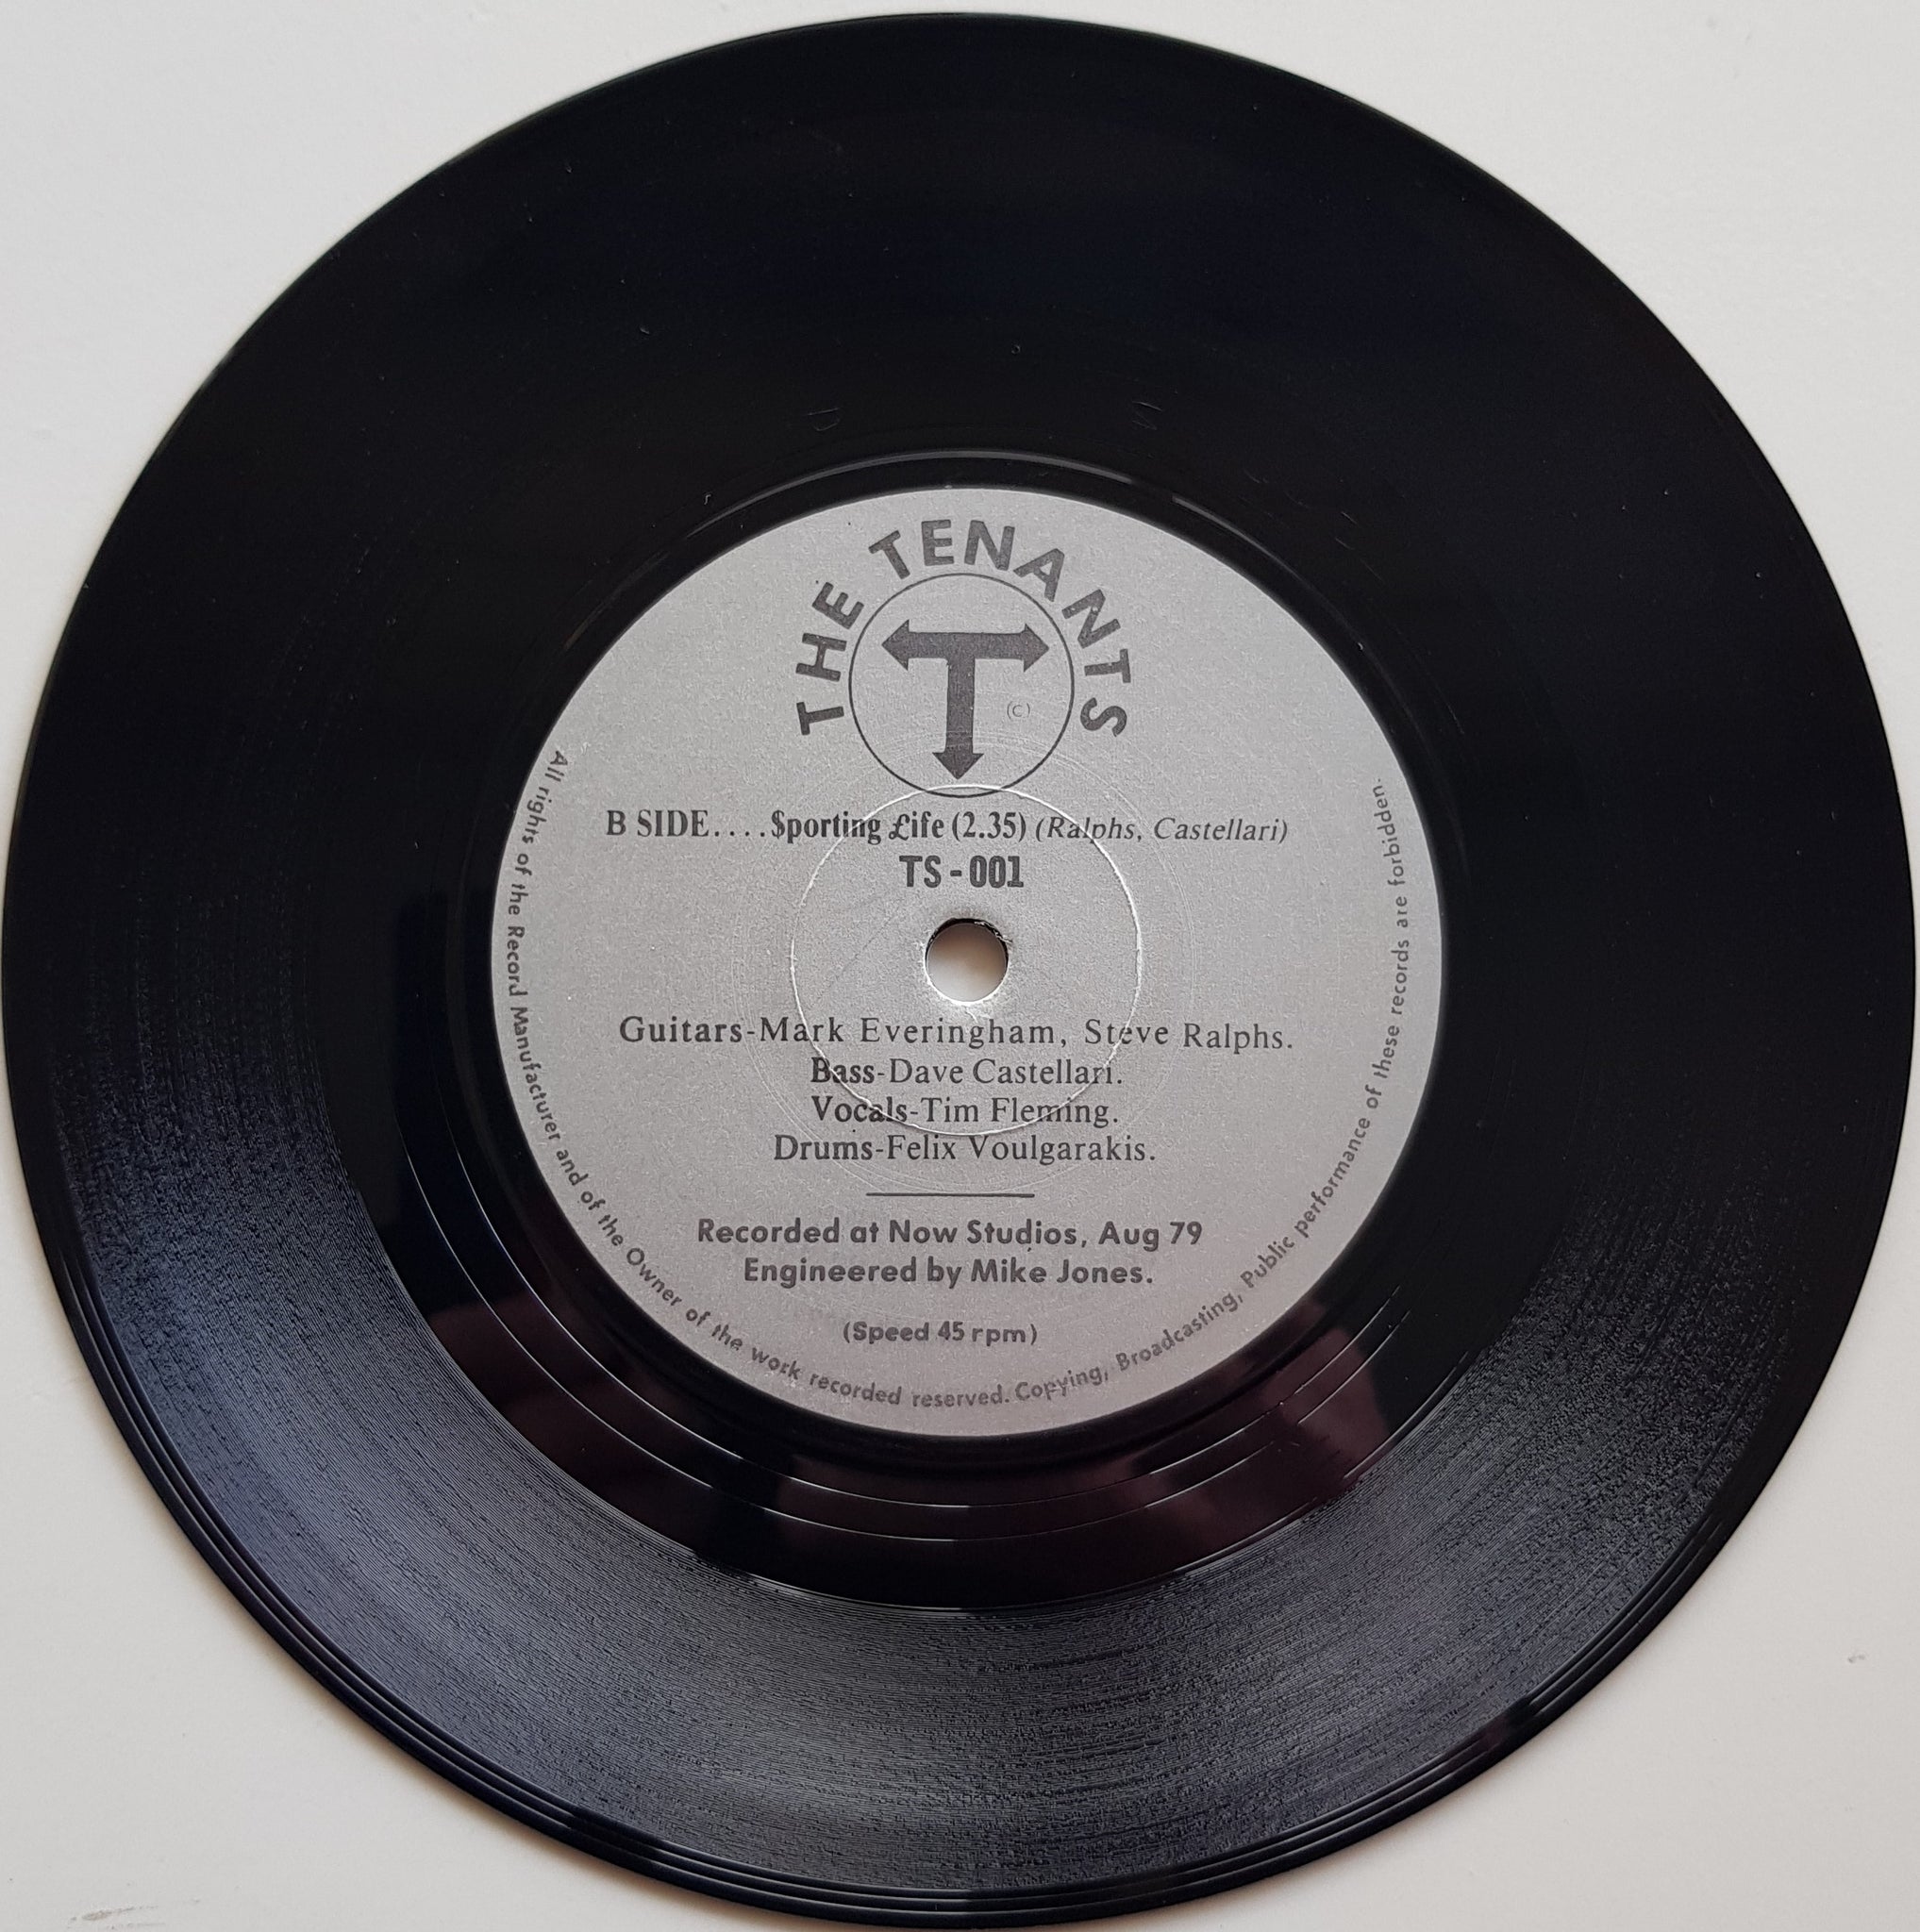 THE TENANTS
T
(C)
B SIDE....$porting £ife (2.35) (Ralphs, Castellari)
TS-001
Guitars-Mark Everingham, Steve Ralphs.
Bass-Dave Castellari.
Vocals-Tim Fleming.
Drums-Felix Voulgarakis.
Recorded at Now Studios, Aug 79
Engineered by Mike Jones.
(Speed 45 rpm)
All rights of the Record Manufacturer and of the Owner of the work recorded reserved. Copying, Broadcasting, Public performance of these records are forbidden.